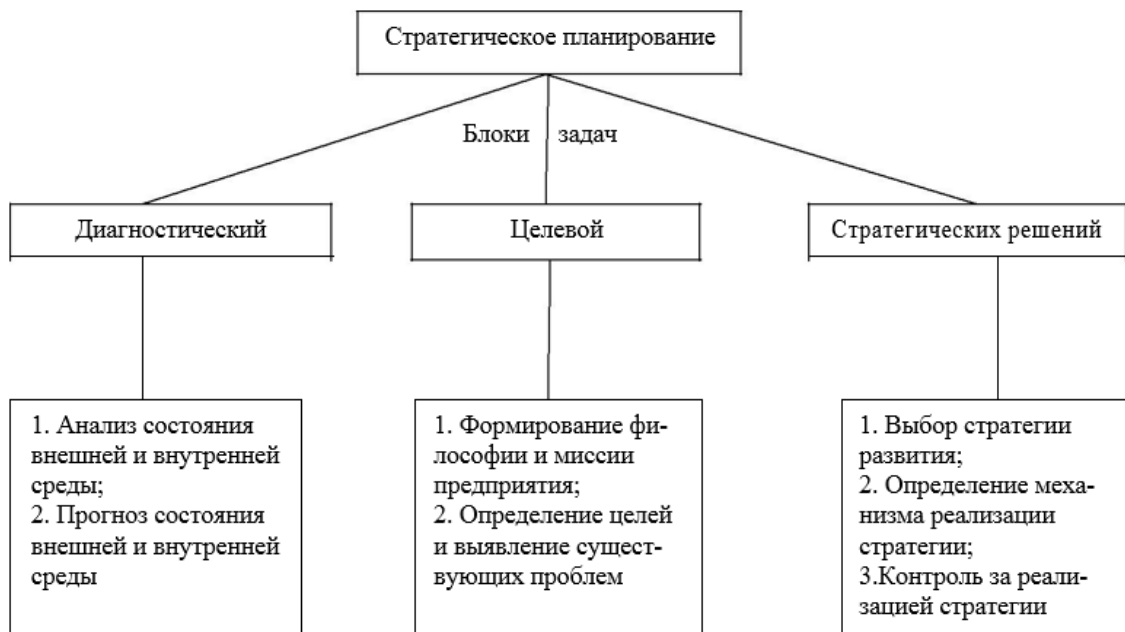 Стратегическое планирование
Блоки задач
Диагностический
Целевой
Стратегических решений
1. Анализ состояния
внешней и внутренней
среды;
2. Прогноз состояния
внешней и внутренней
среды
1. Формирование фи-
лософии и миссии
предприятия;
2. Определение целей
и выявление сущест-
вующих проблем
1. Выбор стратегии
развития;
2. Определение меха-
низма реализации
стратегии;
3.Контроль за реали-
зацией стратегии